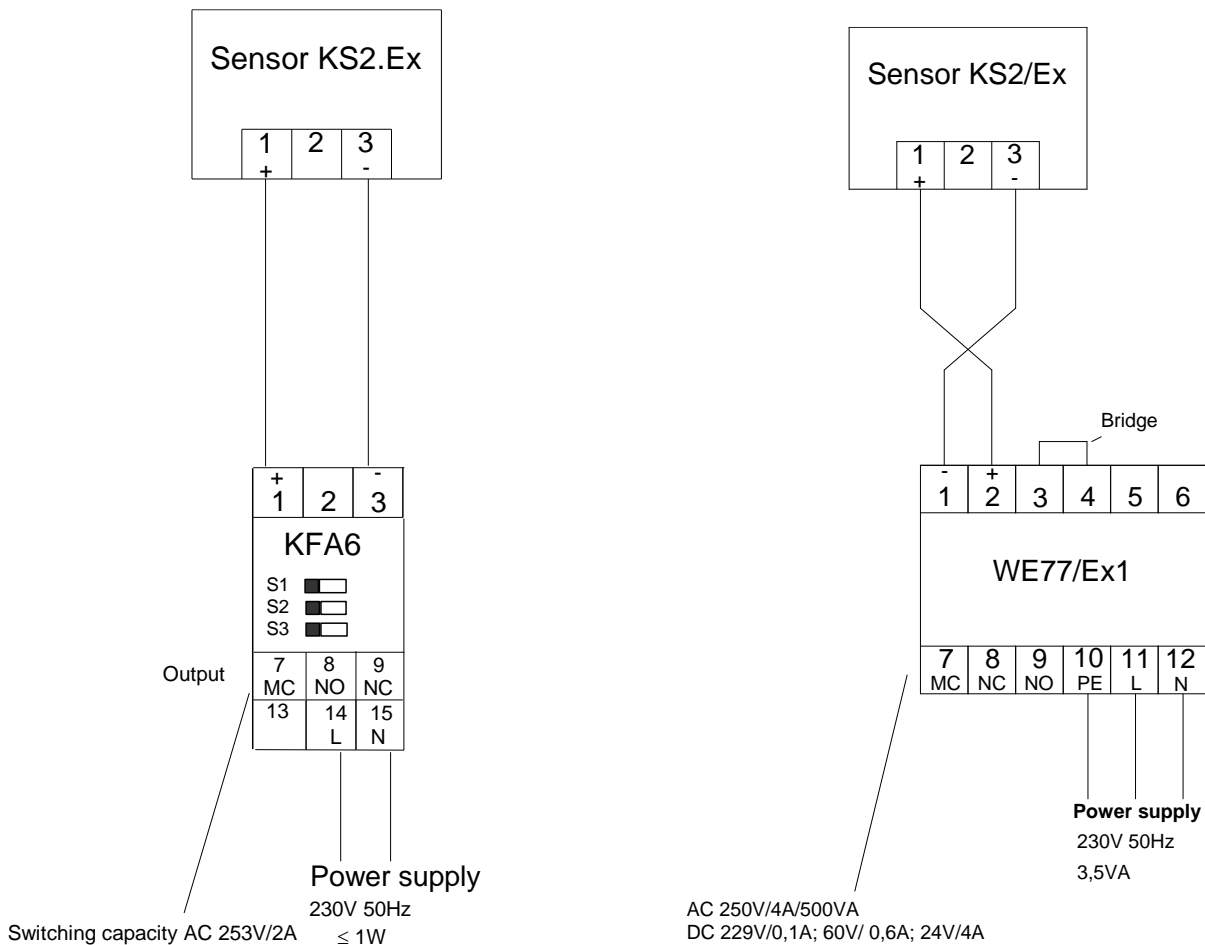 Sensor KS2.Ex
1 2 3
+ -
+ -
1 2 3
KFA6
S1
S2
S3
Output
7 8 9
MC NO NC
13 14 15
L N
Power supply
230V 50Hz
≤ 1W
Switching capacity AC 253V/2A
Sensor KS2/Ex
1 2 3
+ -
Bridge
- +
1 2 3 4 5 6
WE77/Ex1
7 8 9 10 11 12
MC NC NO PE L N
Power supply
230V 50Hz
3,5VA
AC 250V/4A/500VA
DC 229V/0,1A; 60V/ 0,6A; 24V/4A